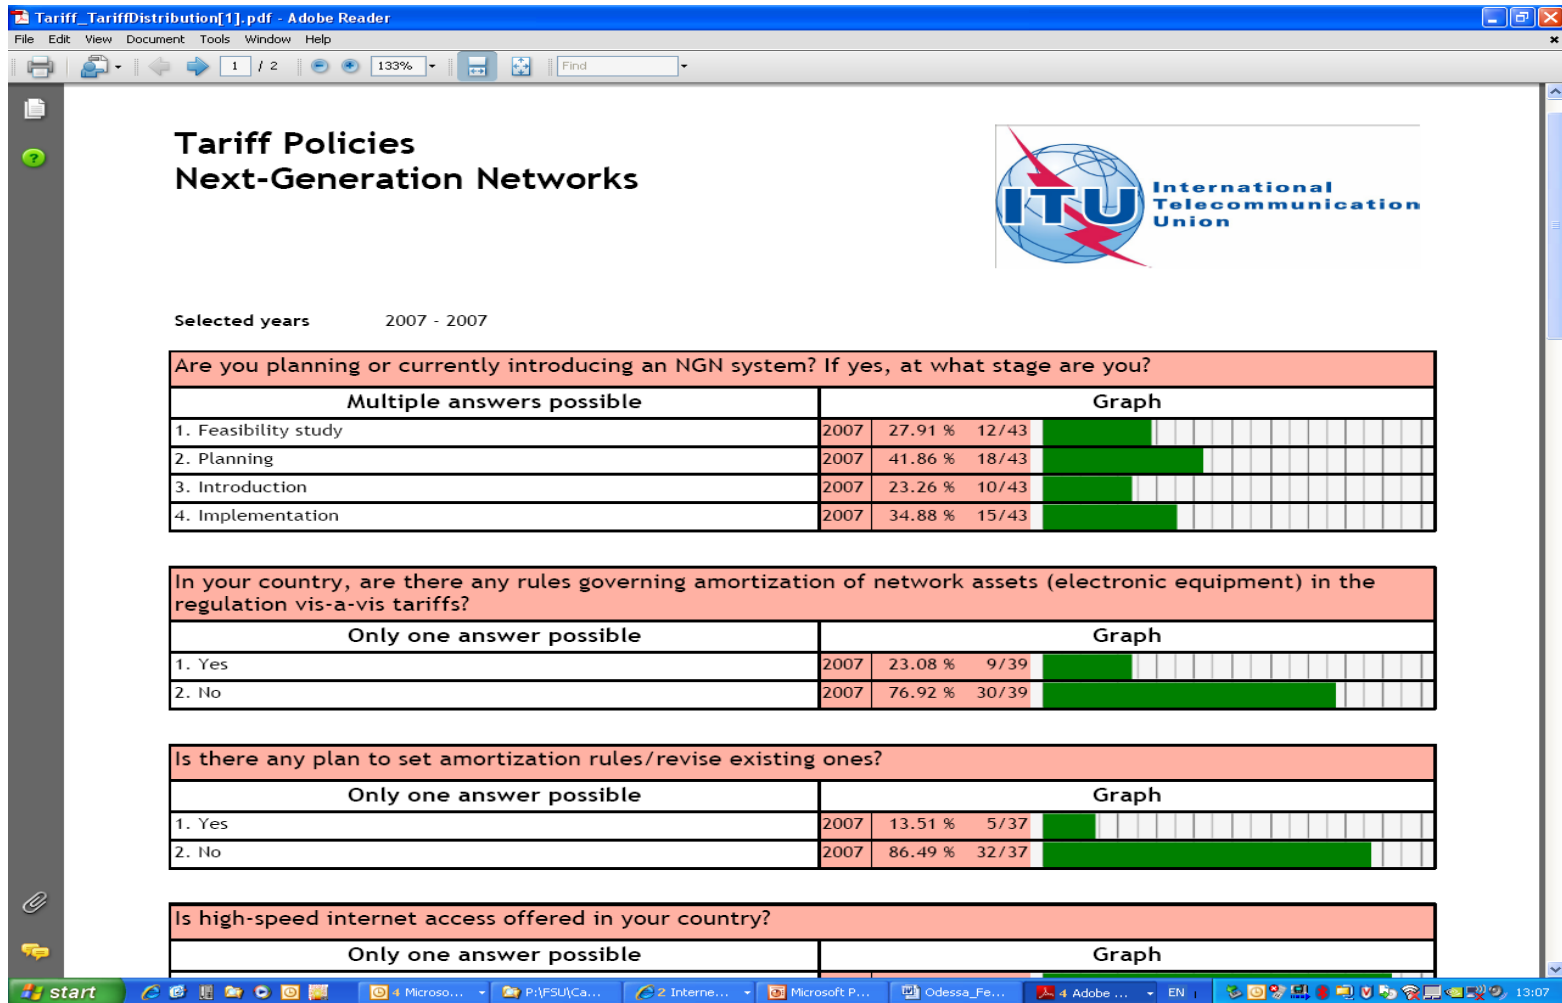 Tariff_TariffDistribution[1].pdf - Adobe Reader
File Edit View Document Tools Window Help
1 / 2 133% Find
Tariff Policies
Next-Generation Networks
ITU
International
Telecommunication
Union
Selected years 2007 - 2007
Are you planning or currently introducing an NGN system? If yes, at what stage are you?
Multiple answers possible Graph
1. Feasibility study 2007 27.91 % 12/43
2. Planning 2007 41.86 % 18/43
3. Introduction 2007 23.26 % 10/43
4. Implementation 2007 34.88 % 15/43
In your country, are there any rules governing amortization of network assets (electronic equipment) in the
regulation vis-a-vis tariffs?
Only one answer possible Graph
1. Yes 2007 23.08 % 9/39
2. No 2007 76.92 % 30/39
Is there any plan to set amortization rules/revise existing ones?
Only one answer possible Graph
1. Yes 2007 13.51 % 5/37
2. No 2007 86.49 % 32/37
Is high-speed internet access offered in your country?
Only one answer possible Graph
start 4 Microso... P:\FSU\Ca... 2 Interne... Microsoft P... Odessa_Fe... 4 Adobe ... EN 13:07